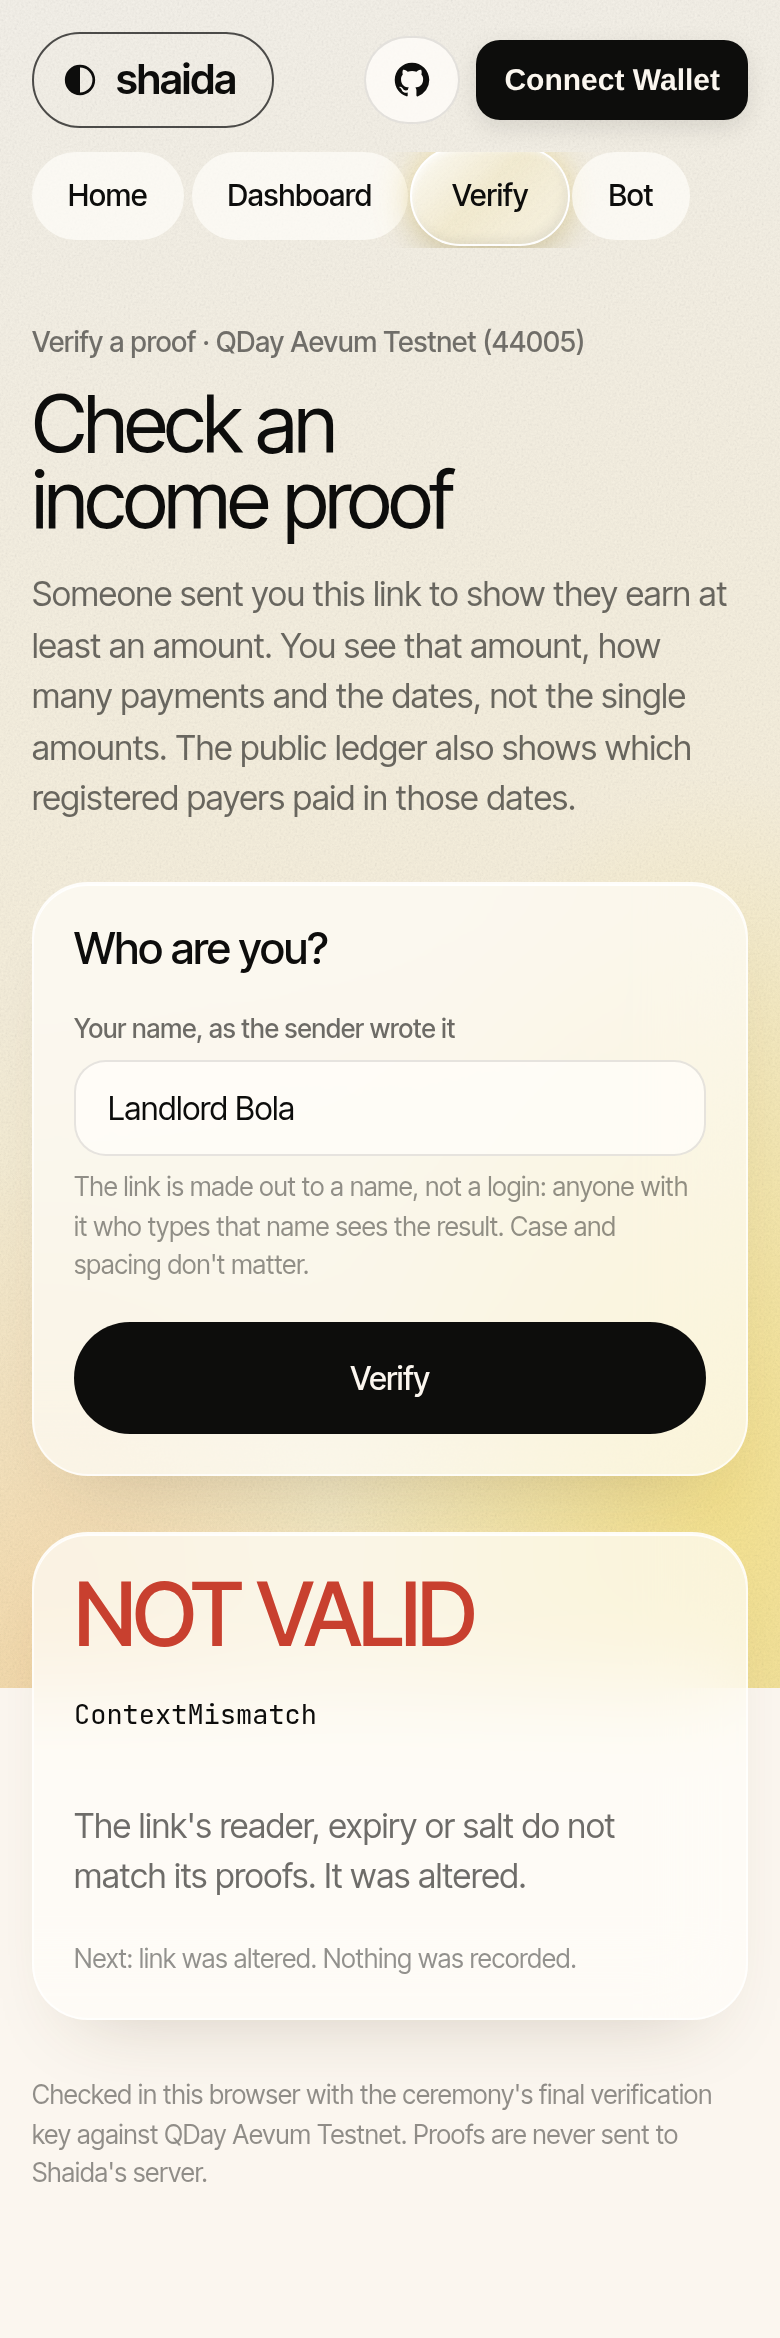 shaida
Connect Wallet
Home
Dashboard
Verify
Bot
Verify a proof · QDay Aevum Testnet (44005)
Check an
income proof
Someone sent you this link to show they earn at
least an amount. You see that amount, how
many payments and the dates, not the single
amounts. The public ledger also shows which
registered payers paid in those dates.
Who are you?
Your name, as the sender wrote it
Landlord Bola
The link is made out to a name, not a login: anyone with
it who types that name sees the result. Case and
spacing don't matter.
Verify
NOT VALID
ContextMismatch
The link's reader, expiry or salt do not
match its proofs. It was altered.
Next: link was altered. Nothing was recorded.
Checked in this browser with the ceremony's final verification
key against QDay Aevum Testnet. Proofs are never sent to
Shaida's server.